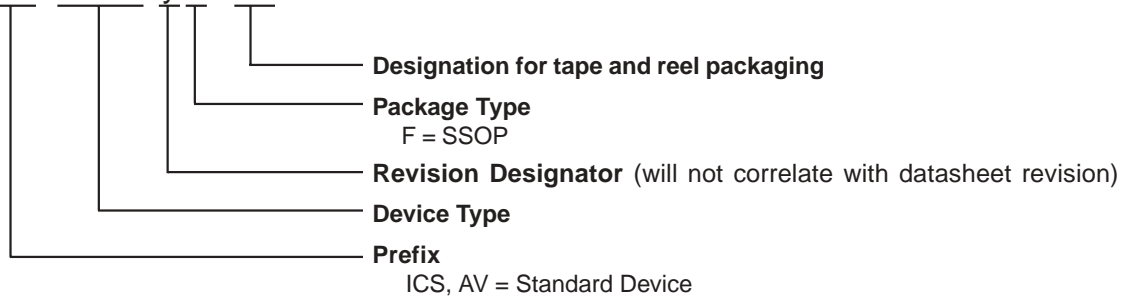 Designation for tape and reel packaging
Package Type
F = SSOP
Revision Designator (will not correlate with datasheet revision)
Device Type
Prefix
ICS, AV = Standard Device